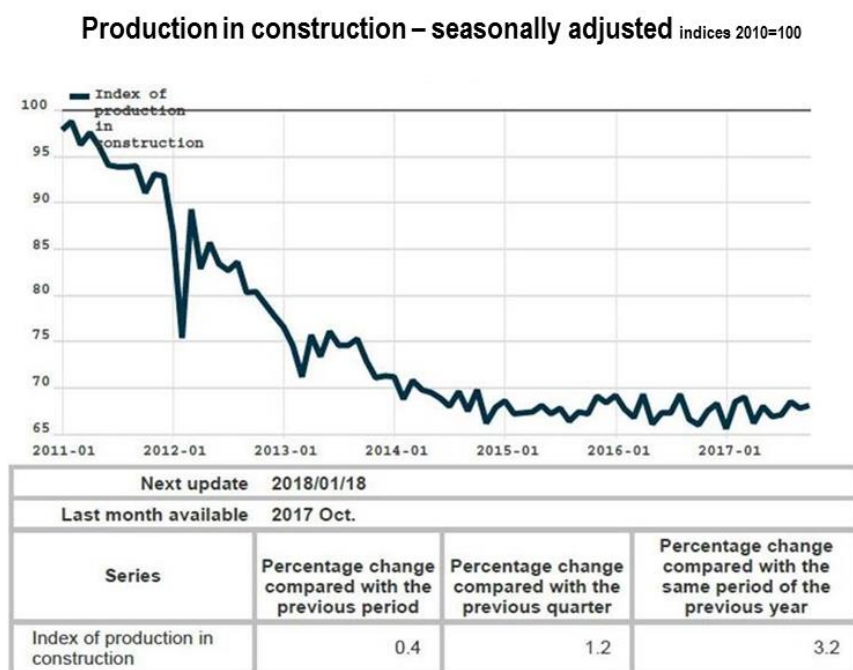 Production in construction – seasonally adjusted indices 2010=100
Index of
production
in
construction
100
95
90
85
80
75
70
65
2011-01 2012-01 2013-01 2014-01 2015-01 2016-01 2017-01
Next update 2018/01/18
Last month available 2017 Oct.
Series
Percentage change
compared with the
previous period
Percentage change
compared with the
previous quarter
Percentage change
compared with the
same period of the
previous year
Index of production in
construction
0.4
1.2
3.2